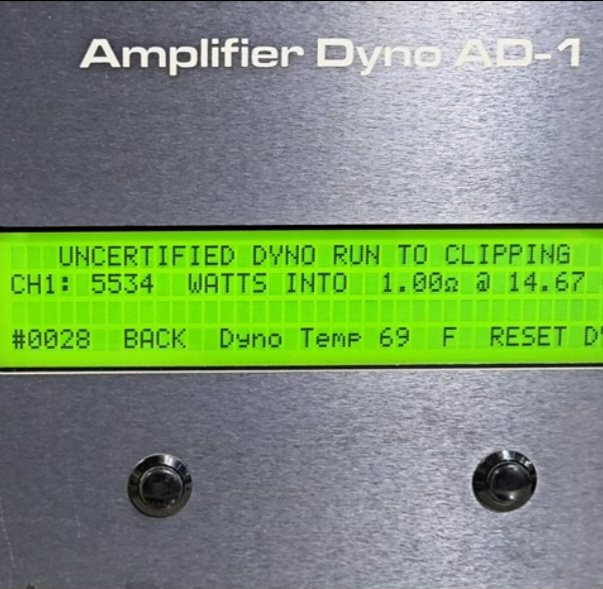 Amplifier Dyno AD-1
UNCERTIFIED DYNO RUN TO CLIPPING
CH1: 5534 WATTS INTO 1.00Ω @ 14.67
#0028 BACK Dyno Temp 69 F RESET